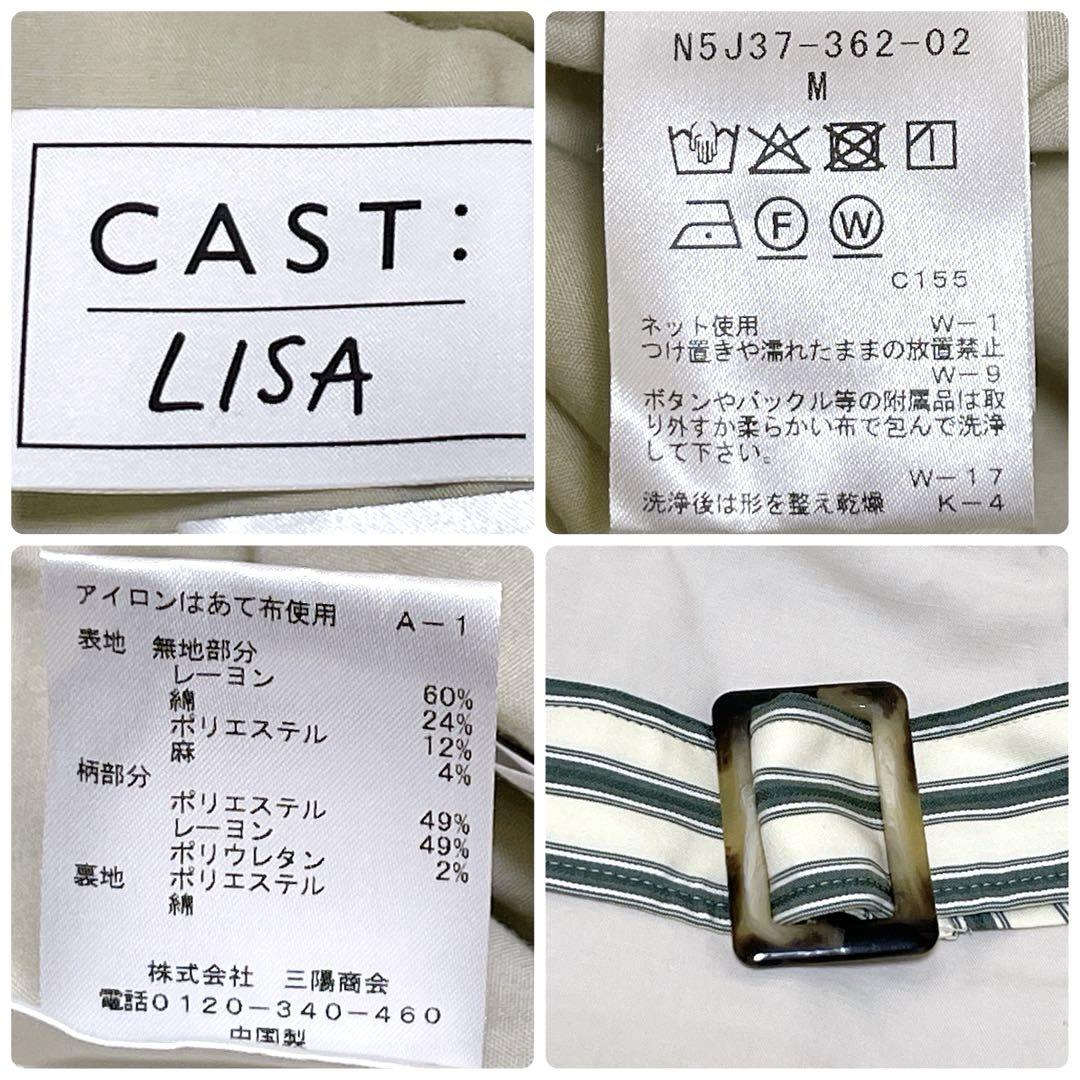 CAST:
LISA
N5J37-362-02
M
F W
C155
ネット使用 W-1
つけ置きや濡れたままの放置禁止
W-9
ボタンやバックル等の附属品は取
り外すか柔らかい布で包んで洗浄
して下さい。
W-17
洗浄後は形を整え乾燥 K-4
アイロンはあて布使用 A-1
表地 無地部分
レーヨン 60%
綿 24%
ポリエステル 12%
麻 4%
柄部分
ポリエステル 49%
レーヨン 49%
ポリウレタン 2%
裏地 ポリエステル
綿
株式会社 三陽商会
電話0120-340-460
中国製